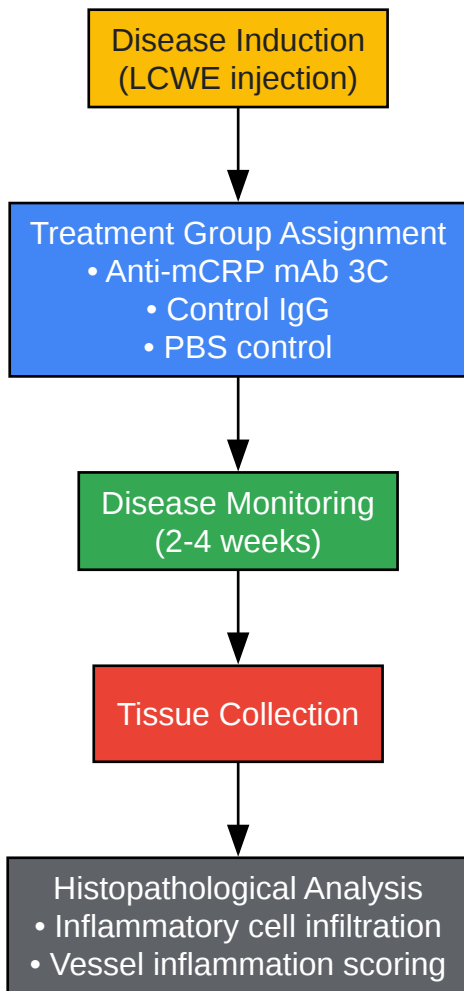 Disease Induction
(LCWE injection)
Treatment Group Assignment
• Anti-mCRP mAb 3C
• Control IgG
• PBS control
Disease Monitoring
(2-4 weeks)
Tissue Collection
Histopathological Analysis
• Inflammatory cell infiltration
• Vessel inflammation scoring